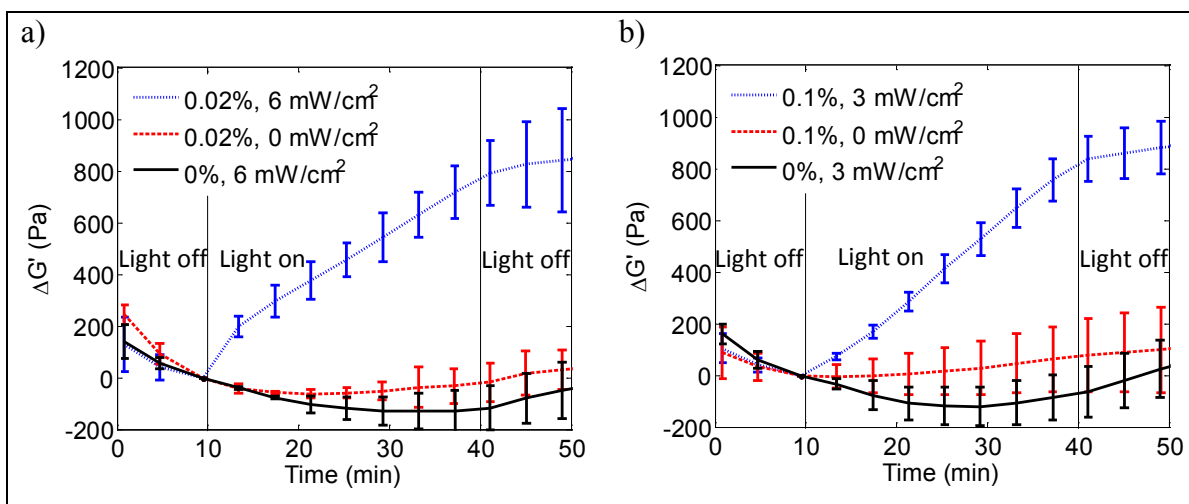 a)
1200
1000
800
600
400
200
0
-200
ΔG' (Pa)
0.02%, 6 mW/cm²
0.02%, 0 mW/cm²
0%, 6 mW/cm²
Light off
Light on
Light off
0 10 20 30 40 50
Time (min)
b)
1200
1000
800
600
400
200
0
-200
ΔG' (Pa)
0.1%, 3 mW/cm²
0.1%, 0 mW/cm²
0%, 3 mW/cm²
Light off
Light on
Light off
0 10 20 30 40 50
Time (min)